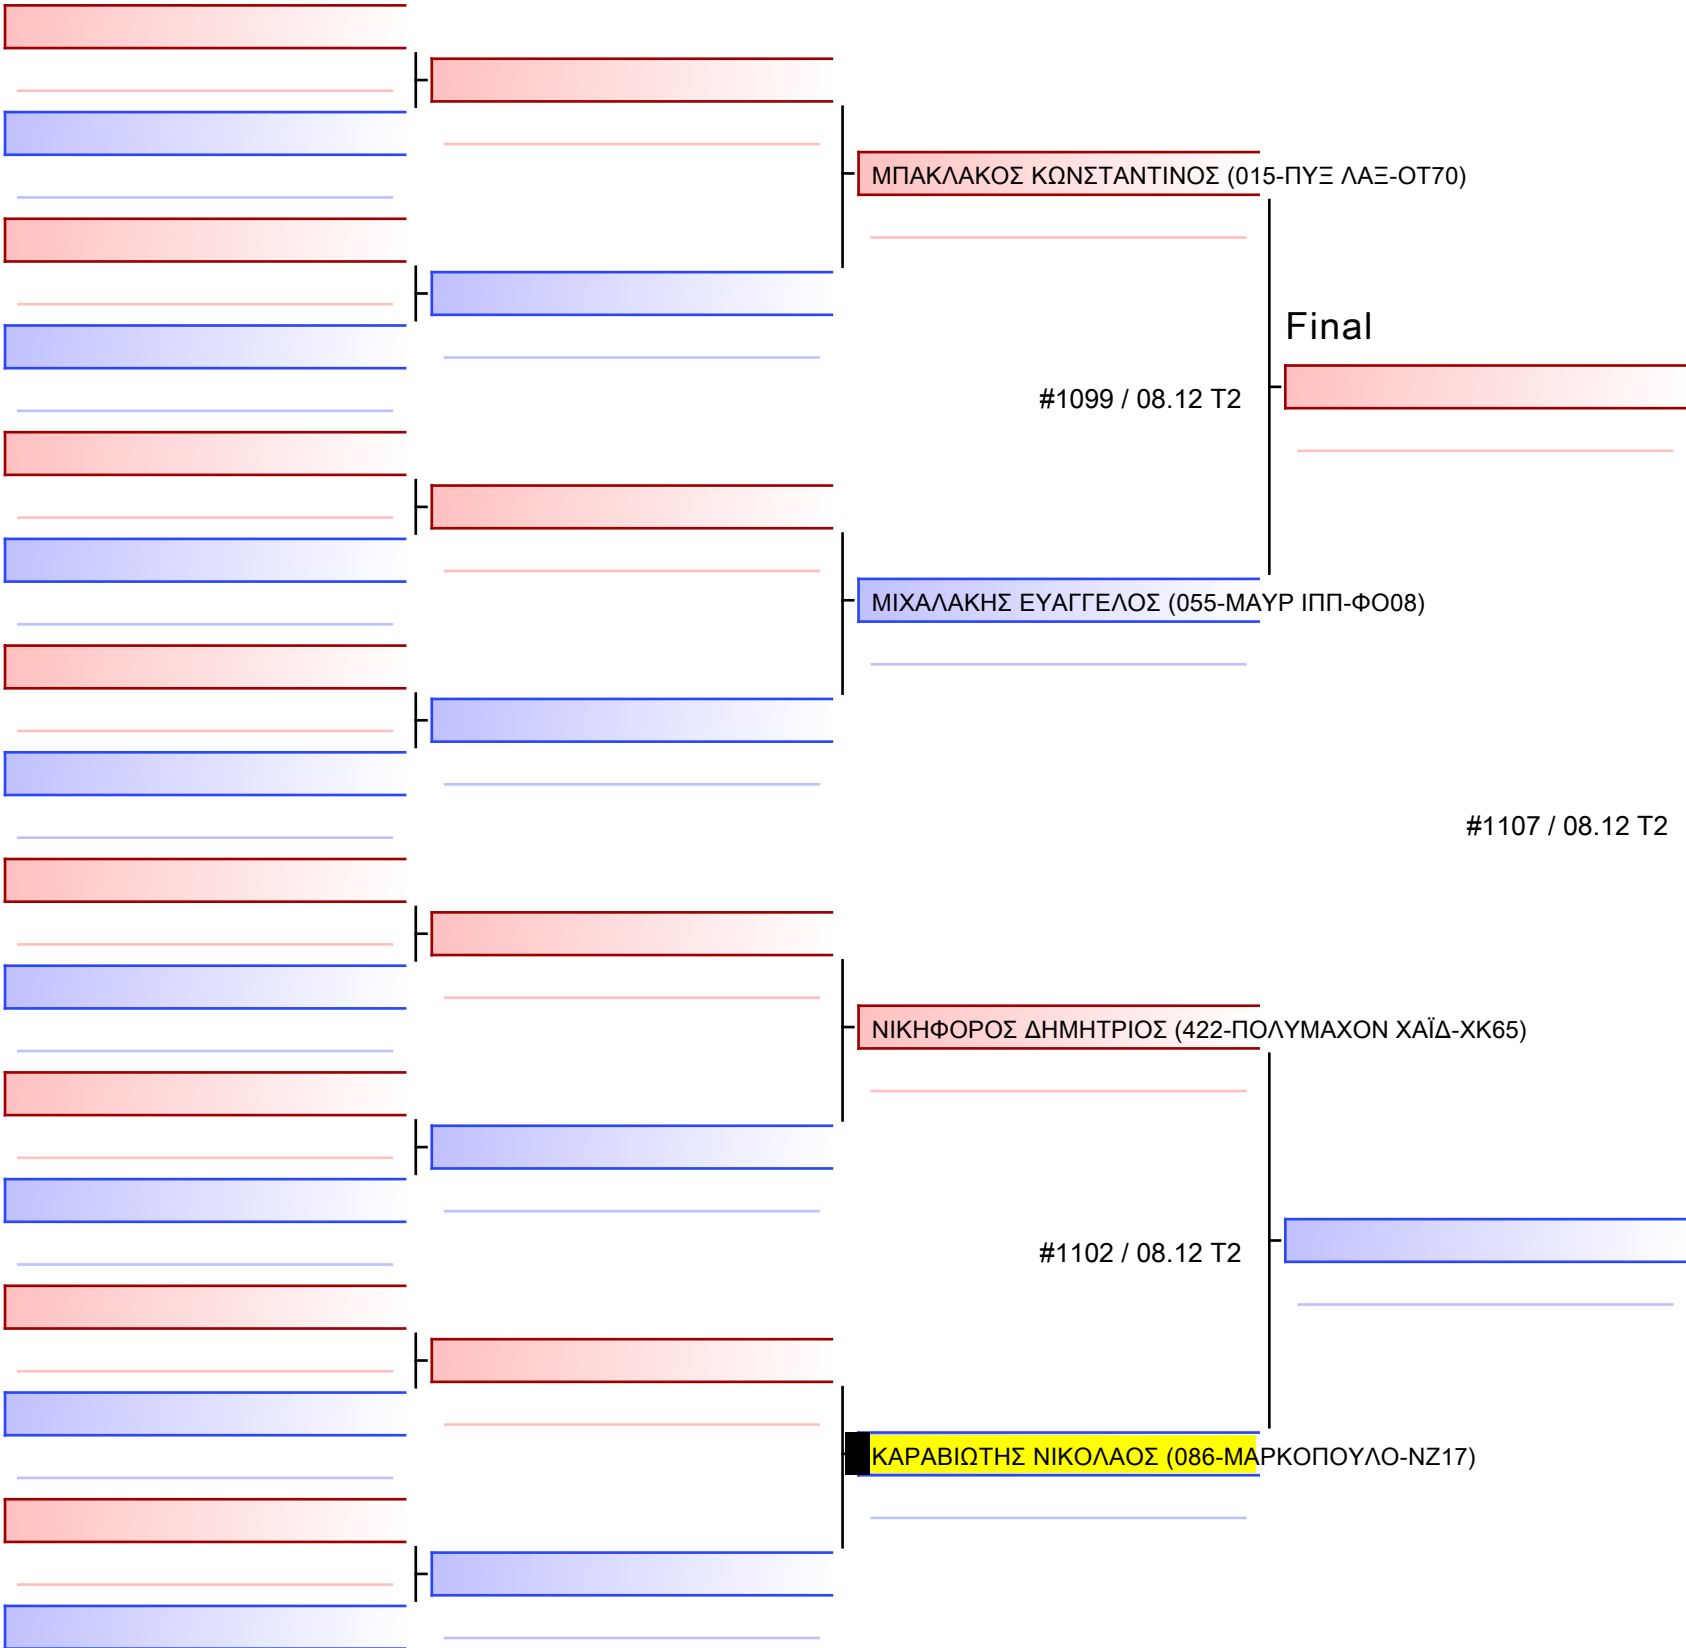 ΜΠΑΚΛΑΚΟΣ ΚΩΝΣΤΑΝΤΙΝΟΣ (015-ΠΥΞ ΛΑΞ-ΟΤ70)
Final
#1099 / 08.12 T2
ΜΙΧΑΛΑΚΗΣ ΕΥΑΓΓΕΛΟΣ (055-ΜΑΥΡ ΙΠΠ-ΦΟ08)
#1107 / 08.12 T2
ΝΙΚΗΦΟΡΟΣ ΔΗΜΗΤΡΙΟΣ (422-ΠΟΛΥΜΑΧΟΝ ΧΑΪΔ-ΧΚ65)
#1102 / 08.12 T2
ΚΑΡΑΒΙΩΤΗΣ ΝΙΚΟΛΑΟΣ (086-ΜΑΡΚΟΠΟΥΛΟ-ΝΖ17)